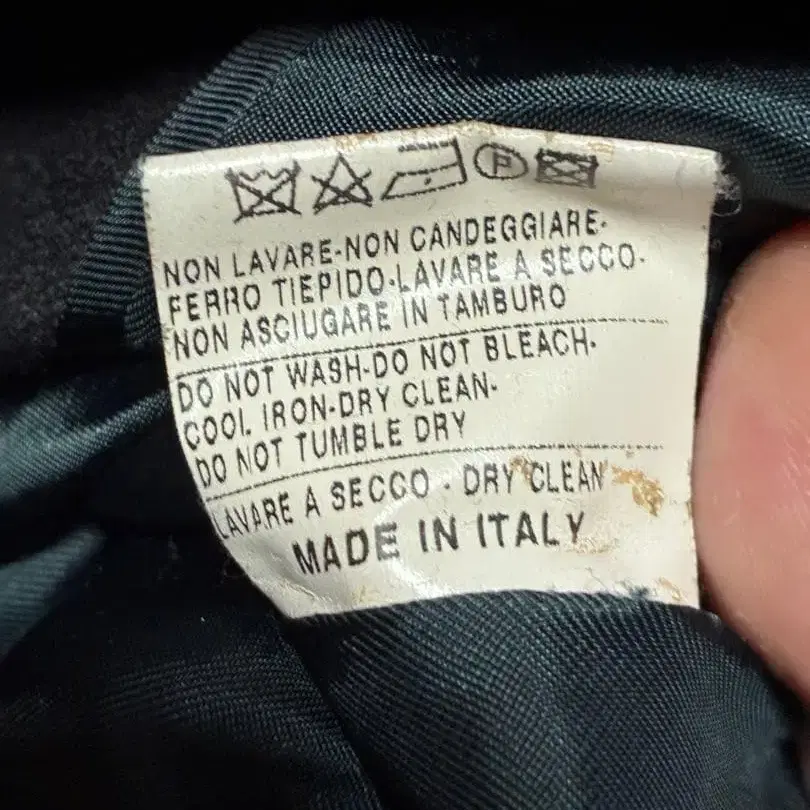 NON LAVARE-NON CANDEGGIARE-
FERRO TIEPIDO-LAVARE A SECCO-
NON ASCIUGARE IN TAMBURO
DO NOT WASH-DO NOT BLEACH-
COOL IRON-DRY CLEAN-
DO NOT TUMBLE DRY
LAVARE A SECCO - DRY CLEAN
MADE IN ITALY